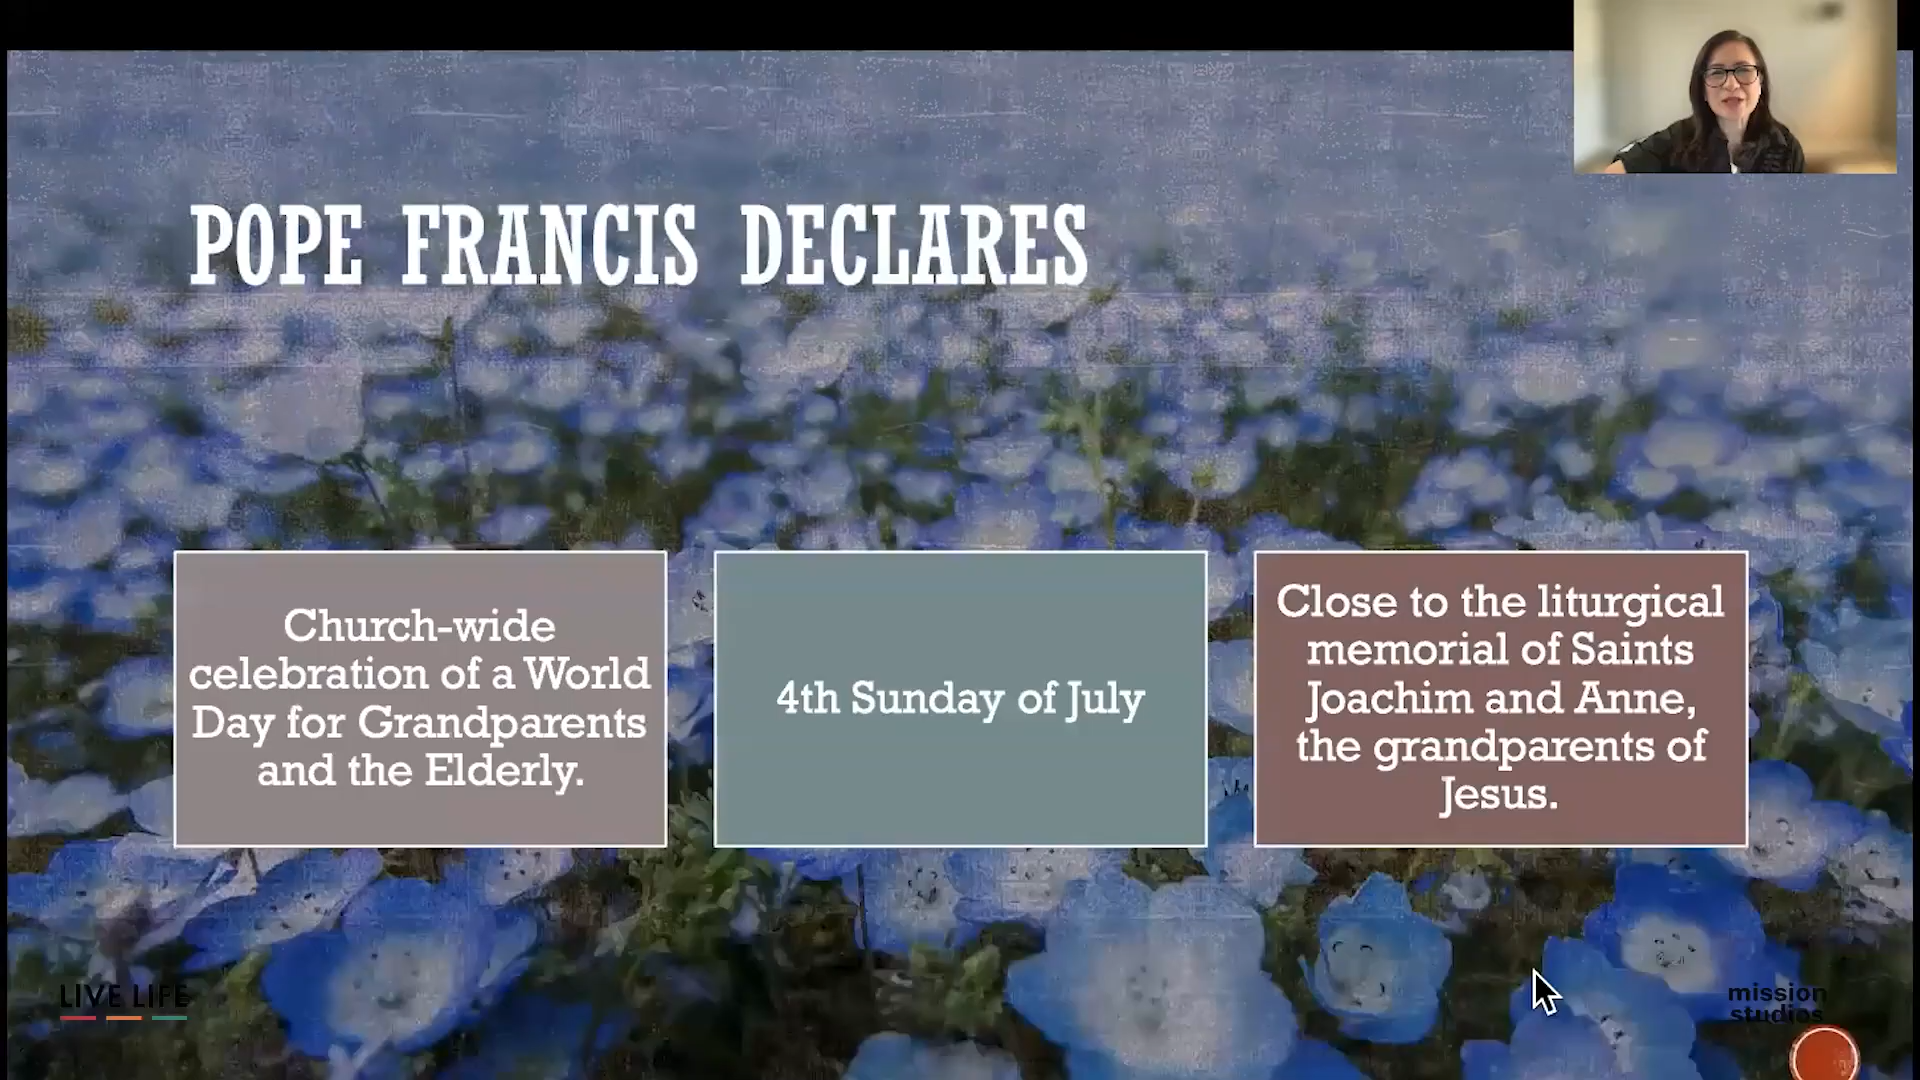 POPE FRANCIS DECLARES
Church-wide
celebration of a World
Day for Grandparents
and the Elderly.
4th Sunday of July
Close to the liturgical
memorial of Saints
Joachim and Anne,
the grandparents of
Jesus.
LIVE LIFE
mission
studios